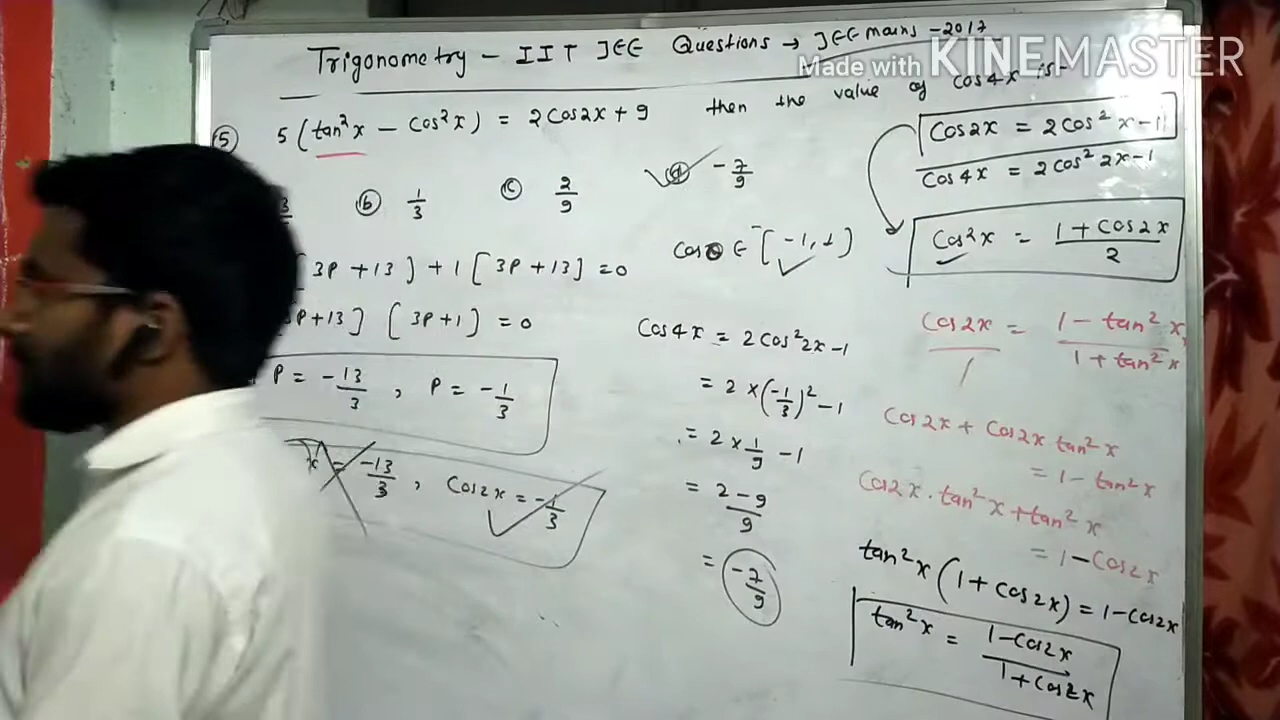 Trigonometry - IIT JEE Questions → JEE mains - 2017
Made with KINEMASTER
⑤ 5 (tan²x - cos²x) = 2cos2x + 9 then the value of cos4x is-
ⓑ 1/3 ⓒ 2/9 ⓓ -7/9
3P + 13 ] + 1 [ 3P + 13 ] = 0
3P + 13 ] [ 3P + 1 ] = 0
P = -13/3 , P = -1/3
x = -13/3 , Cos2x = -1/3
cosθ ∈ [ -1, 1 ]
Cos4x = 2cos²2x - 1
= 2 × (-1/3)² - 1
= 2 × 1/9 - 1
= 2 - 9 / 9
= -7/9
Cos2x = 2cos²x - 1
Cos4x = 2cos²2x - 1
Cos²x = 1 + cos2x / 2
Cos2x / 1 = 1 - tan²x / 1 + tan²x
Cos2x + Cos2x tan²x
= 1 - tan²x
Cos2x . tan²x + tan²x
= 1 - Cos2x
tan²x (1 + cos2x) = 1 - cos2x
tan²x = 1 - cos2x / 1 + cos2x